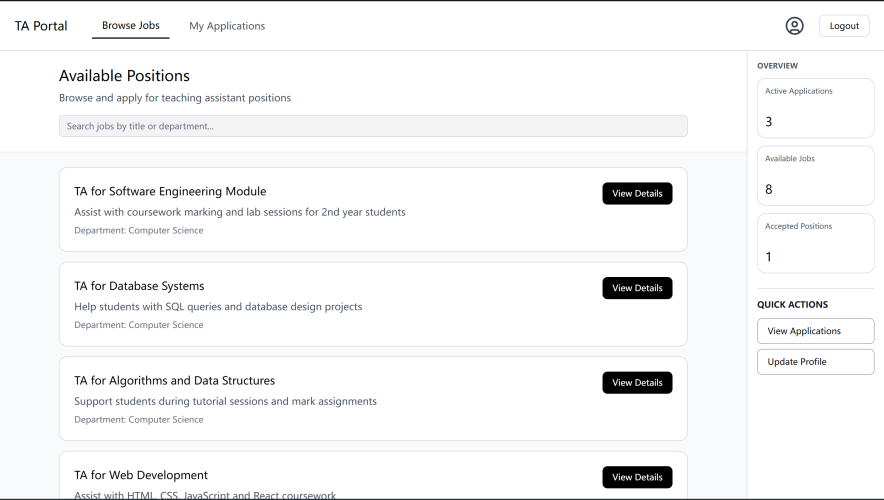 TA Portal
Browse Jobs
My Applications
Logout
Available Positions
Browse and apply for teaching assistant positions
Search jobs by title or department...
TA for Software Engineering Module
Assist with coursework marking and lab sessions for 2nd year students
Department: Computer Science
View Details
TA for Database Systems
Help students with SQL queries and database design projects
Department: Computer Science
View Details
TA for Algorithms and Data Structures
Support students during tutorial sessions and mark assignments
Department: Computer Science
View Details
TA for Web Development
Assist with HTML, CSS, JavaScript and React coursework
View Details
OVERVIEW
Active Applications
3
Available Jobs
8
Accepted Positions
1
QUICK ACTIONS
View Applications
Update Profile